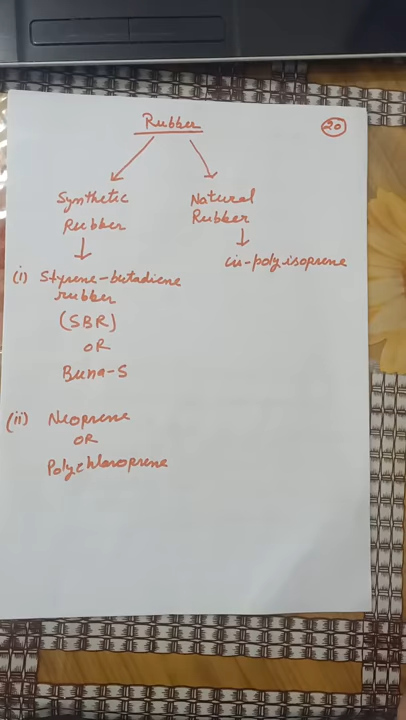 Rubber
20
Synthetic
Rubber
Natural
Rubber
cis-polyisoprene
(i) Styrene-butadiene
rubber
(SBR)
OR
Buna-S
(ii) Neoprene
OR
Polychloroprene